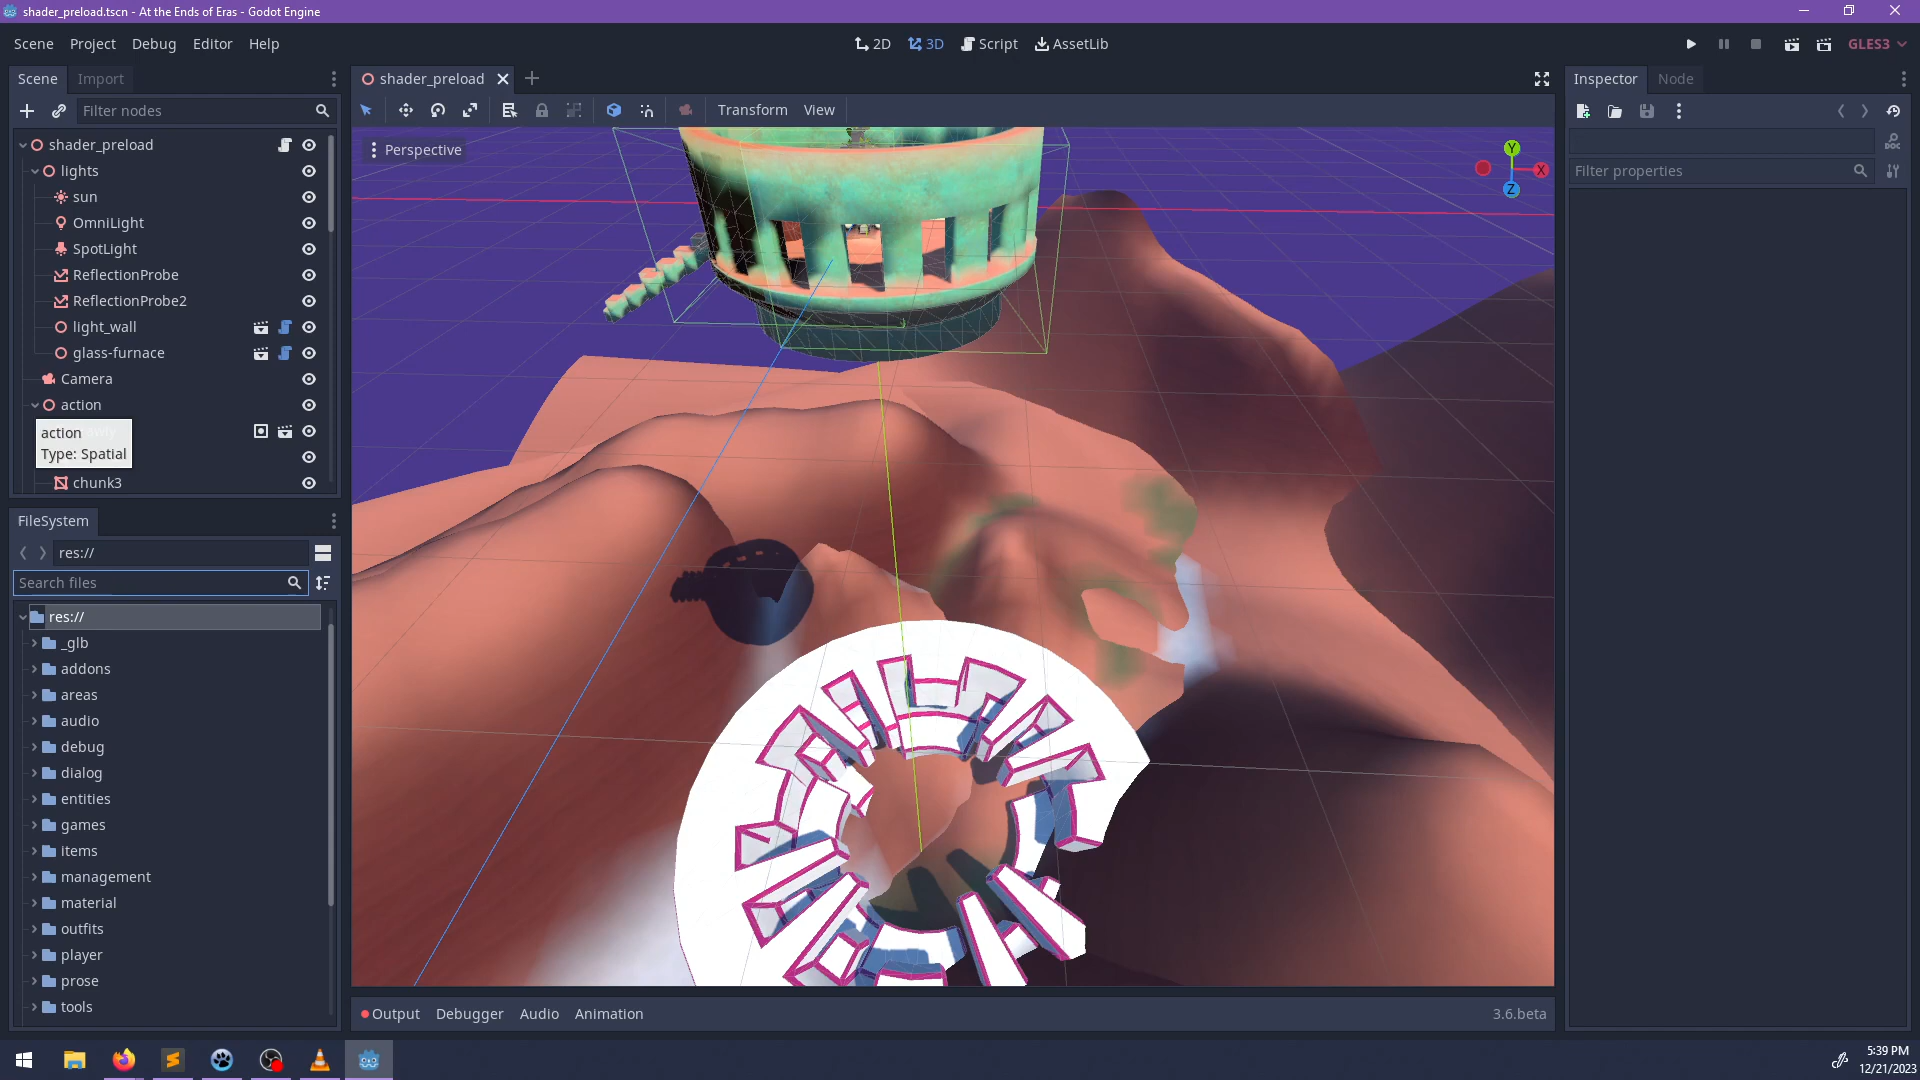 shader_preload.tscn - At the Ends of Eras - Godot Engine
Scene Project Debug Editor Help
2D 3D Script AssetLib
GLES3
Scene Import
shader_preload
Inspector Node
Filter nodes
Transform View
shader_preload
lights
sun
OmniLight
SpotLight
ReflectionProbe
ReflectionProbe2
light_wall
glass-furnace
Camera
action
action
Type: Spatial
chunk3
Perspective
Y
X
Z
DOC
Filter properties
FileSystem
res://
Search files
res://
_glb
addons
areas
audio
debug
dialog
entities
games
items
management
material
outfits
player
prose
tools
Output Debugger Audio Animation
3.6.beta
5:39 PM
12/21/2023